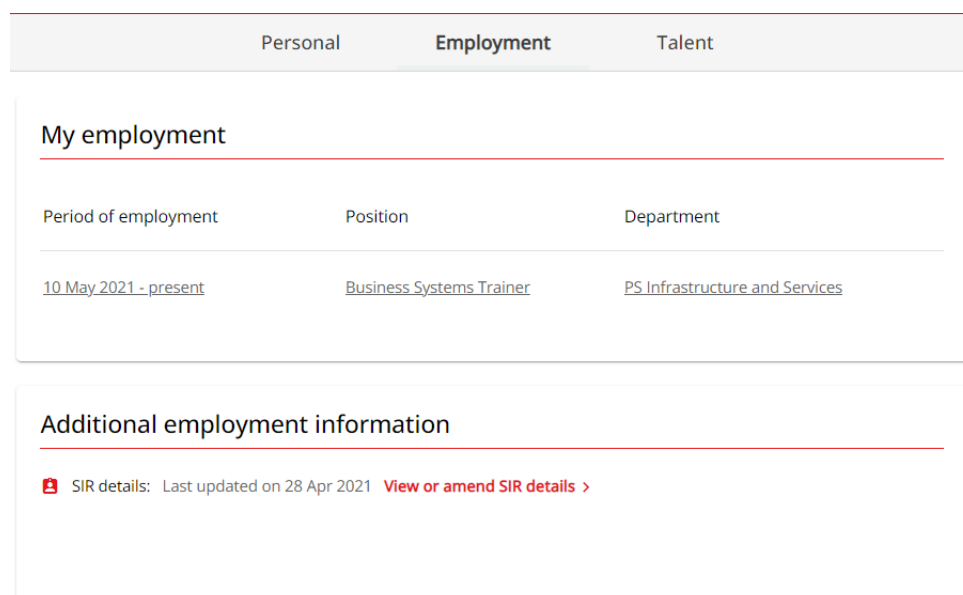 Personal Employment Talent
My employment
Period of employment Position Department
10 May 2021 - present Business Systems Trainer PS Infrastructure and Services
Additional employment information
SIR details: Last updated on 28 Apr 2021 View or amend SIR details >